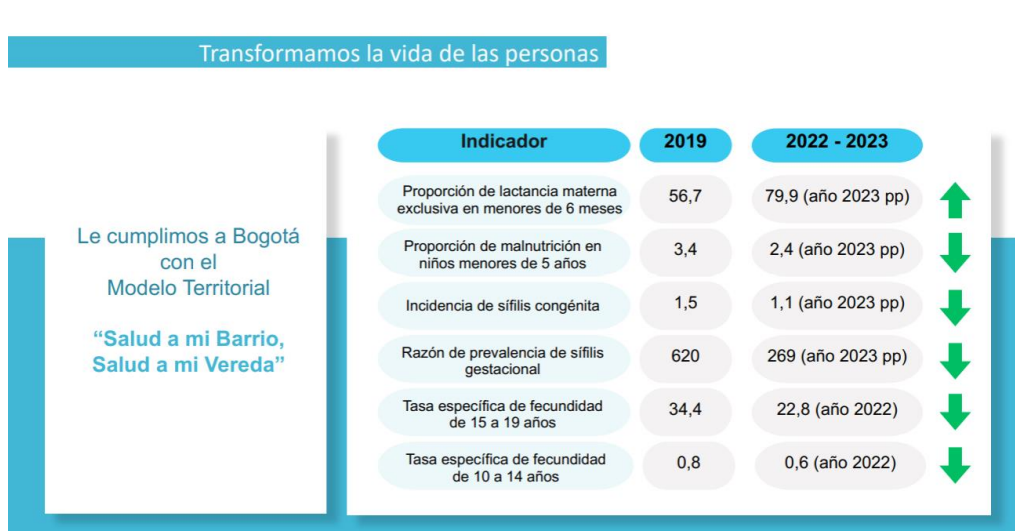 Transformamos la vida de las personas
Le cumplimos a Bogotá
con el
Modelo Territorial
“Salud a mi Barrio,
Salud a mi Vereda”
Indicador 2019 2022 - 2023
Proporción de lactancia materna
exclusiva en menores de 6 meses
56,7 79,9 (año 2023 pp)
Proporción de malnutrición en
niños menores de 5 años
3,4 2,4 (año 2023 pp)
Incidencia de sífilis congénita 1,5 1,1 (año 2023 pp)
Razón de prevalencia de sífilis
gestacional
620 269 (año 2023 pp)
Tasa específica de fecundidad
de 15 a 19 años
34,4 22,8 (año 2022)
Tasa específica de fecundidad
de 10 a 14 años
0,8 0,6 (año 2022)